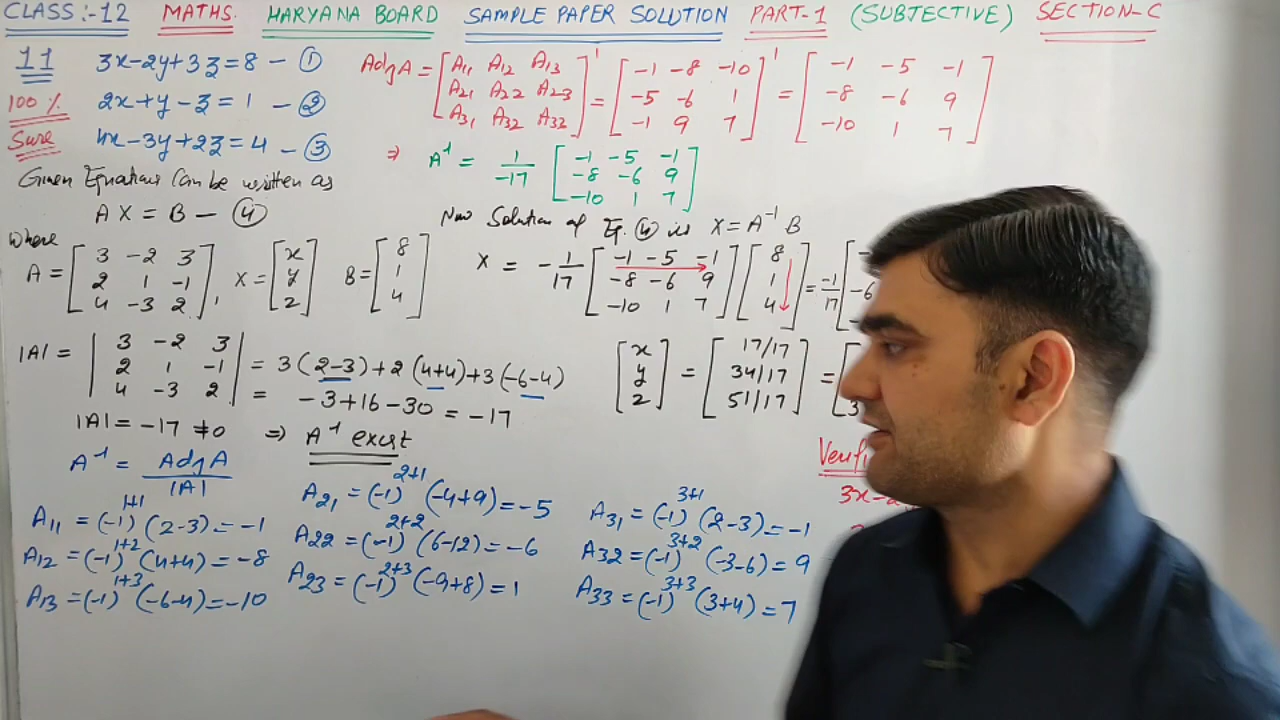 CLASS:-12 MATHS. HARYANA BOARD SAMPLE PAPER SOLUTION PART-1 (SUBJECTIVE) SECTION-C
11 3x-2y+3z=8 - ①
100 % 2x+y-z=1 - ②
Sure 4x-3y+2z=4 - ③
Given Equations Can be written as
AX = B - ④
where
A = [3 -2 3; 2 1 -1; 4 -3 2], X = [x; y; z] B = [8; 1; 4]
|A| = |3 -2 3; 2 1 -1; 4 -3 2| = 3(2-3)+2(4+4)+3(-6-4)
= -3+16-30 = -17
|A| = -17 ≠0 ⇒ A⁻¹ exist
A⁻¹ = AdjA / |A|
A11 = (-1)^1+1 (2-3) = -1
A12 = (-1)^1+2 (4+4) = -8
A13 = (-1)^1+3 (-6-4) = -10
A21 = (-1)^2+1 (-4+9) = -5
A22 = (-1)^2+2 (6-12) = -6
A23 = (-1)^2+3 (-9+8) = 1
A31 = (-1)^3+1 (2-3) = -1
A32 = (-1)^3+2 (-3-6) = 9
A33 = (-1)^3+3 (3+4) = 7
AdjA = [A11 A12 A13; A21 A22 A23; A31 A32 A33]' = [-1 -8 -10; -5 -6 1; -1 9 7]' = [-1 -5 -1; -8 -6 9; -10 1 7]
⇒ A⁻¹ = 1/-17 [-1 -5 -1; -8 -6 9; -10 1 7]
Now Solution of Eq. ④ is X = A⁻¹ B
X = -1/17 [-1 -5 -1; -8 -6 9; -10 1 7] [8; 1; 4] = -1/17 [
[x; y; z] = [17/17; 34/17; 51/17] = [
3x-